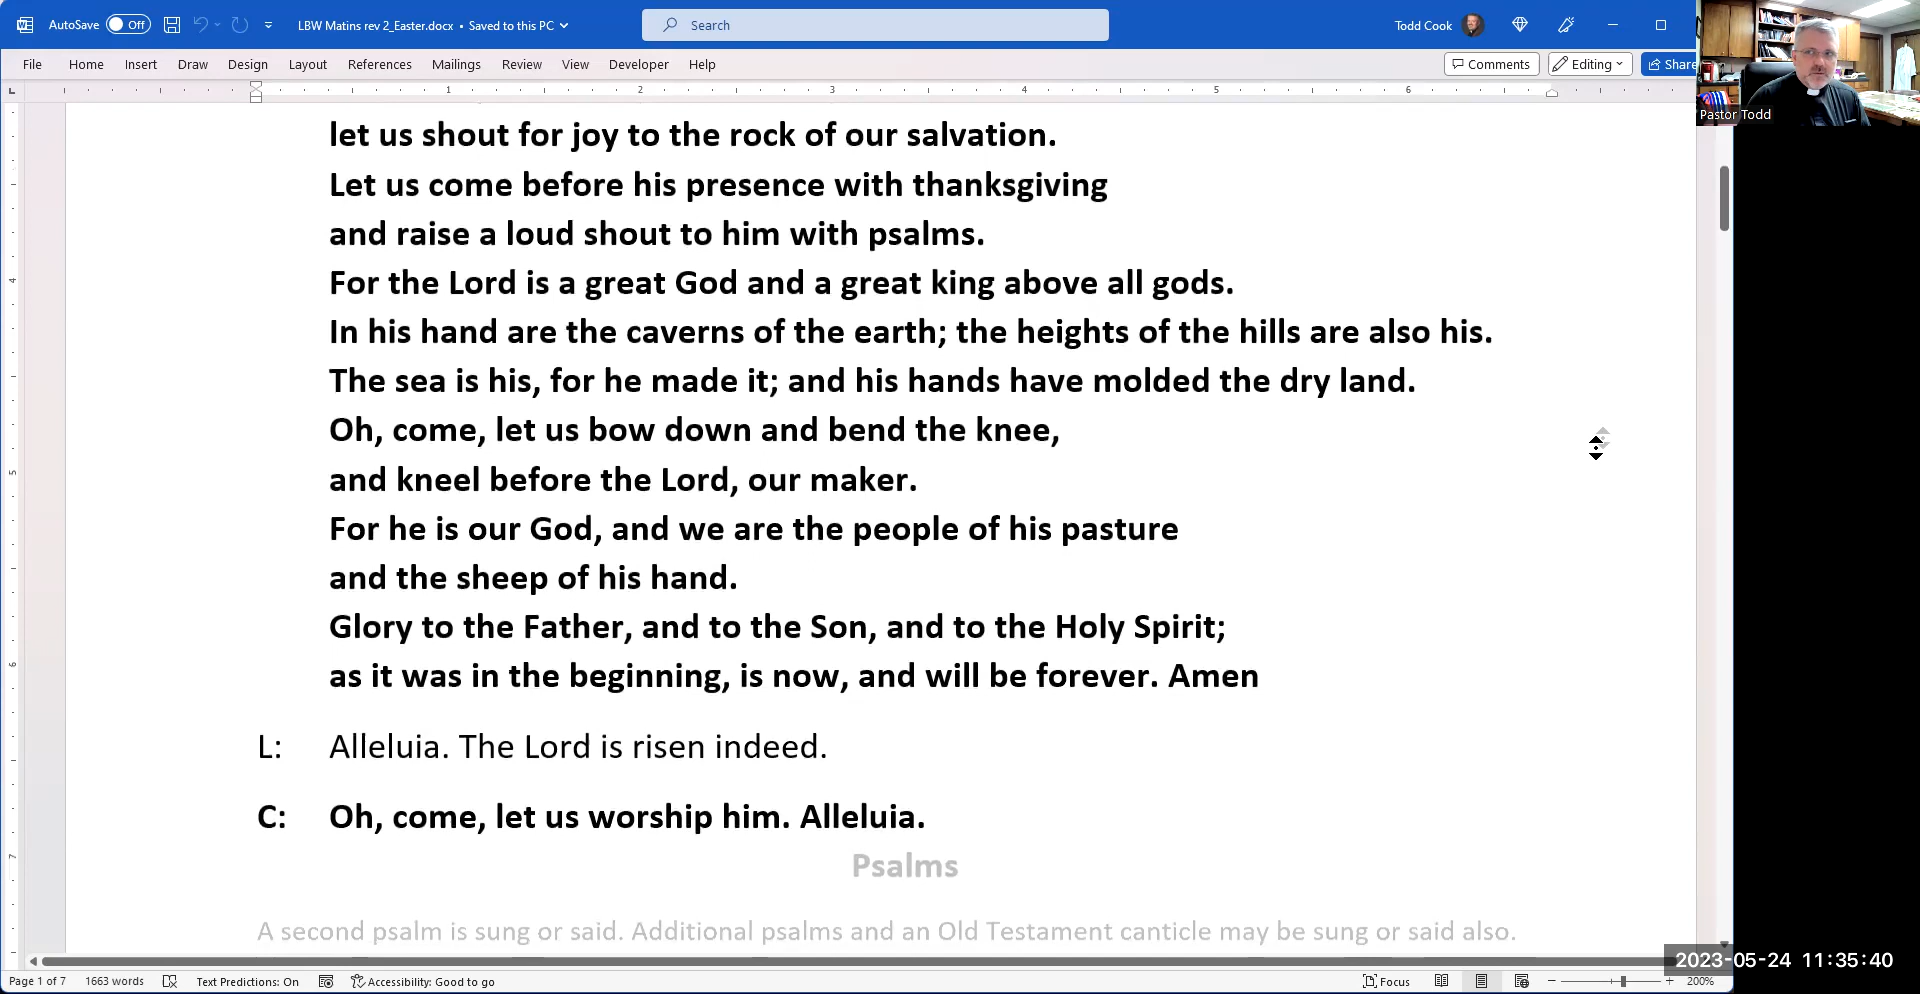 AutoSave Off LBW Matins rev 2_Easter.docx • Saved to this PC Search Todd Cook
File Home Insert Draw Design Layout References Mailings Review View Developer Help Comments Editing Share
Pastor Todd
1 2 3 4 5 6
let us shout for joy to the rock of our salvation.
Let us come before his presence with thanksgiving
and raise a loud shout to him with psalms.
For the Lord is a great God and a great king above all gods.
In his hand are the caverns of the earth; the heights of the hills are also his.
The sea is his, for he made it; and his hands have molded the dry land.
Oh, come, let us bow down and bend the knee,
and kneel before the Lord, our maker.
For he is our God, and we are the people of his pasture
and the sheep of his hand.
Glory to the Father, and to the Son, and to the Holy Spirit;
as it was in the beginning, is now, and will be forever. Amen
L: Alleluia. The Lord is risen indeed.
C: Oh, come, let us worship him. Alleluia.
Psalms
A second psalm is sung or said. Additional psalms and an Old Testament canticle may be sung or said also.
4
5
6
7
2023-05-24 11:35:40
Page 1 of 7 1663 words Text Predictions: On Accessibility: Good to go Focus 200%